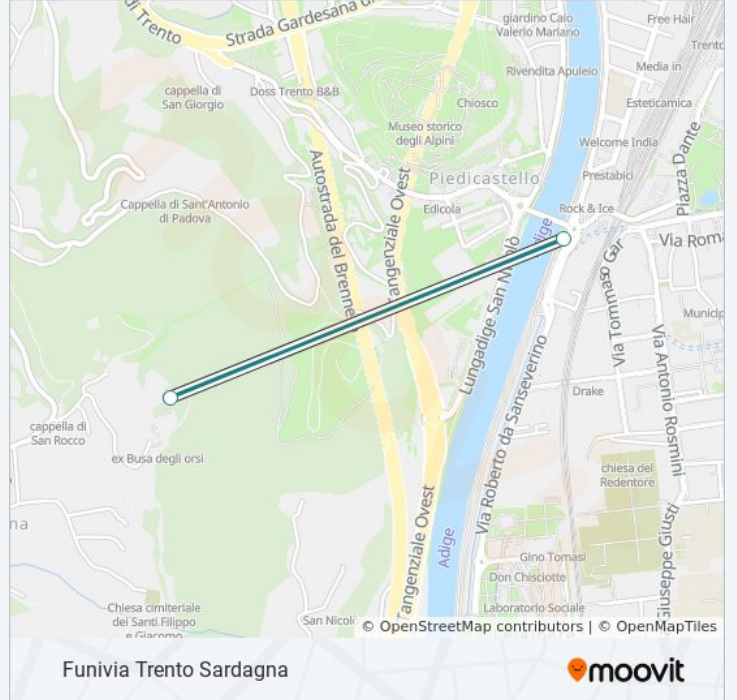 di Trento
Strada Gardesana d
giardino Caio
Valerio Mariano
Free Hair
Trento
Rivendita Apuleio
Media in
cappella di
San Giorgio
Doss Trento B&B
Chiosco
Esteticamica
Museo storico
degli Alpini
Welcome India
Piazza Dante
Prestabici
Piedicastello
Cappella di Sant'Antonio
di Padova
Edicola
Rock & Ice
Autostrada del Brenne
Tangenziale Ovest
Adige
Via Roma
Lungadige San Nicolò
Via Tommaso Gar
Municip
Via Antonio Rosmini
Via Roberto da Sanseverino
Drake
cappella di
San Rocco
ex Busa degli orsi
chiesa del
Redentore
na
Tangenziale Ovest
Adige
Giuseppe Giusti
Gino Tomasi
Don Chisciotte
Chiesa cimiteriale
dei Santi Filippo
e Giacomo
San Nicolò
Laboratorio Sociale
© OpenStreetMap contributors | © OpenMapTiles
Funivia Trento Sardagna
moovit